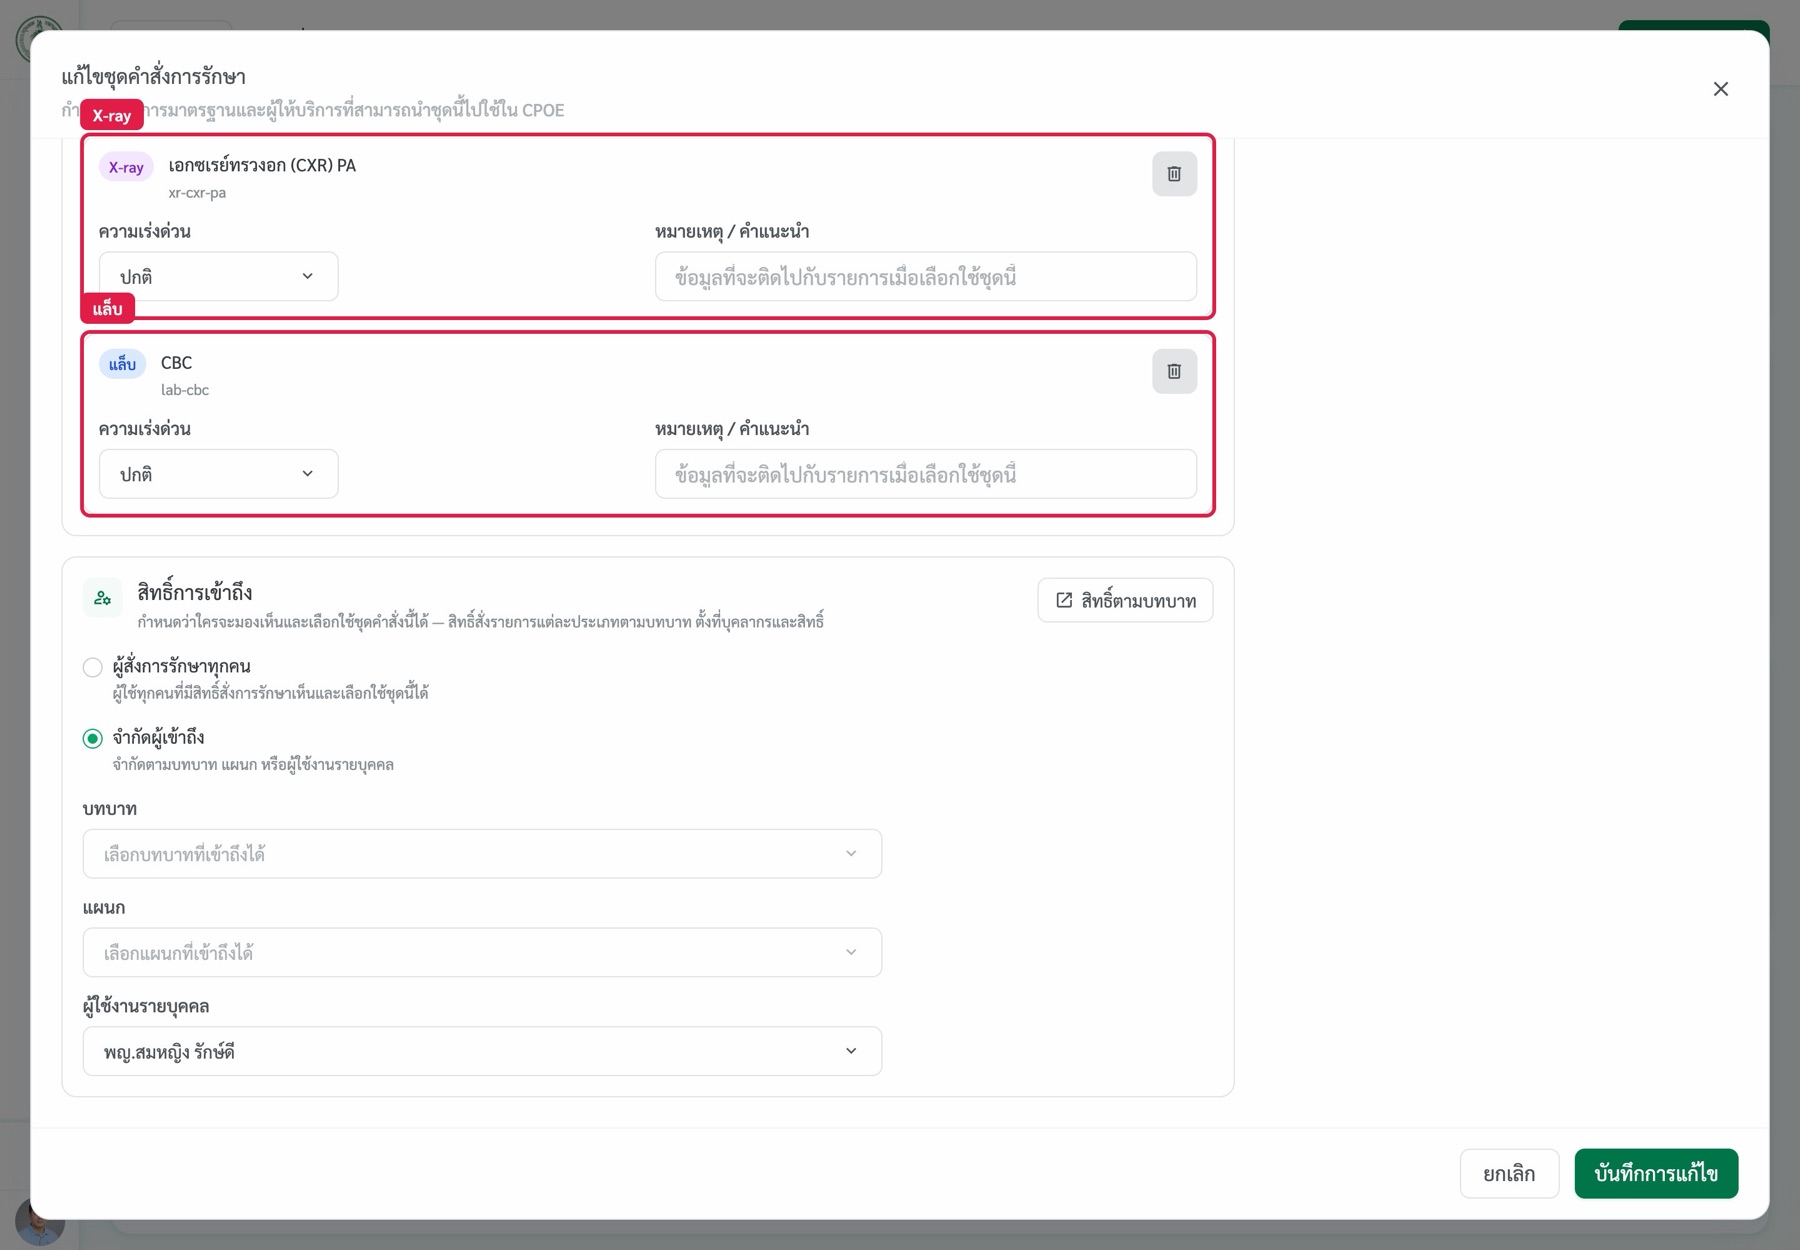 แก้ไขชุดคำสั่งการรักษา
กำ
การมาตรฐานและผู้ให้บริการที่สามารถนำชุดนี้ไปใช้ใน CPOE
X-ray
X-ray
เอกซเรย์ทรวงอก (CXR) PA
xr-cxr-pa
ความเร่งด่วน
หมายเหตุ / คำแนะนำ
ปกติ
ข้อมูลที่จะติดไปกับรายการเมื่อเลือกใช้ชุดนี้
แล็บ
แล็บ
CBC
lab-cbc
ความเร่งด่วน
หมายเหตุ / คำแนะนำ
ปกติ
ข้อมูลที่จะติดไปกับรายการเมื่อเลือกใช้ชุดนี้
สิทธิ์การเข้าถึง
กำหนดว่าใครจะมองเห็นและเลือกใช้ชุดคำสั่งนี้ได้ — สิทธิ์สั่งรายการแต่ละประเภทตามบทบาท ตั้งที่บุคลากรและสิทธิ์
สิทธิ์ตามบทบาท
ผู้สั่งการรักษาทุกคน
ผู้ใช้ทุกคนที่มีสิทธิ์สั่งการรักษาเห็นและเลือกใช้ชุดนี้ได้
จำกัดผู้เข้าถึง
จำกัดตามบทบาท แผนก หรือผู้ใช้งานรายบุคคล
บทบาท
เลือกบทบาทที่เข้าถึงได้
แผนก
เลือกแผนกที่เข้าถึงได้
ผู้ใช้งานรายบุคคล
พญ.สมหญิง รักษ์ดี
ยกเลิก
บันทึกการแก้ไข